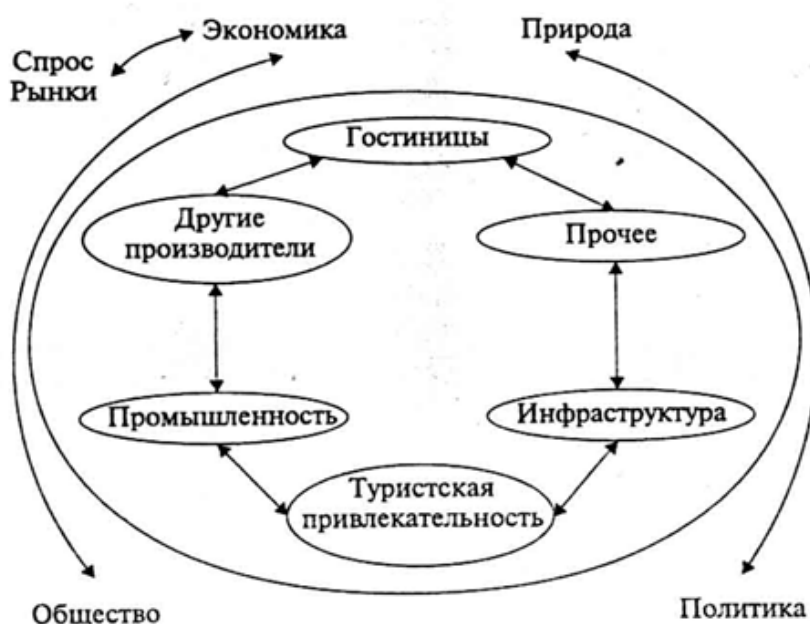 Экономика
Природа
Спрос
Рынки
Гостиницы
Другие
производители
Прочее
Промышленность
Инфраструктура
Туристская
привлекательность
Общество
Политика